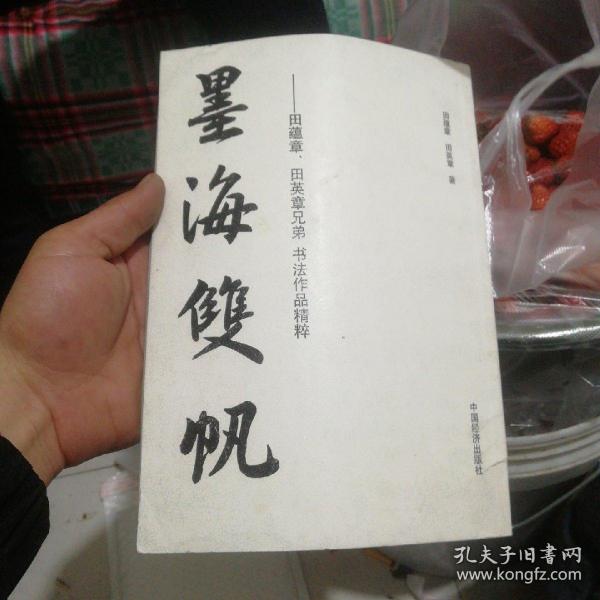 墨海雙帆
——田蕴章、田英章兄弟 书法作品精粹
田蕴章 田英章 著
中国经济出版社
孔夫子旧书网
www.kongfz.com